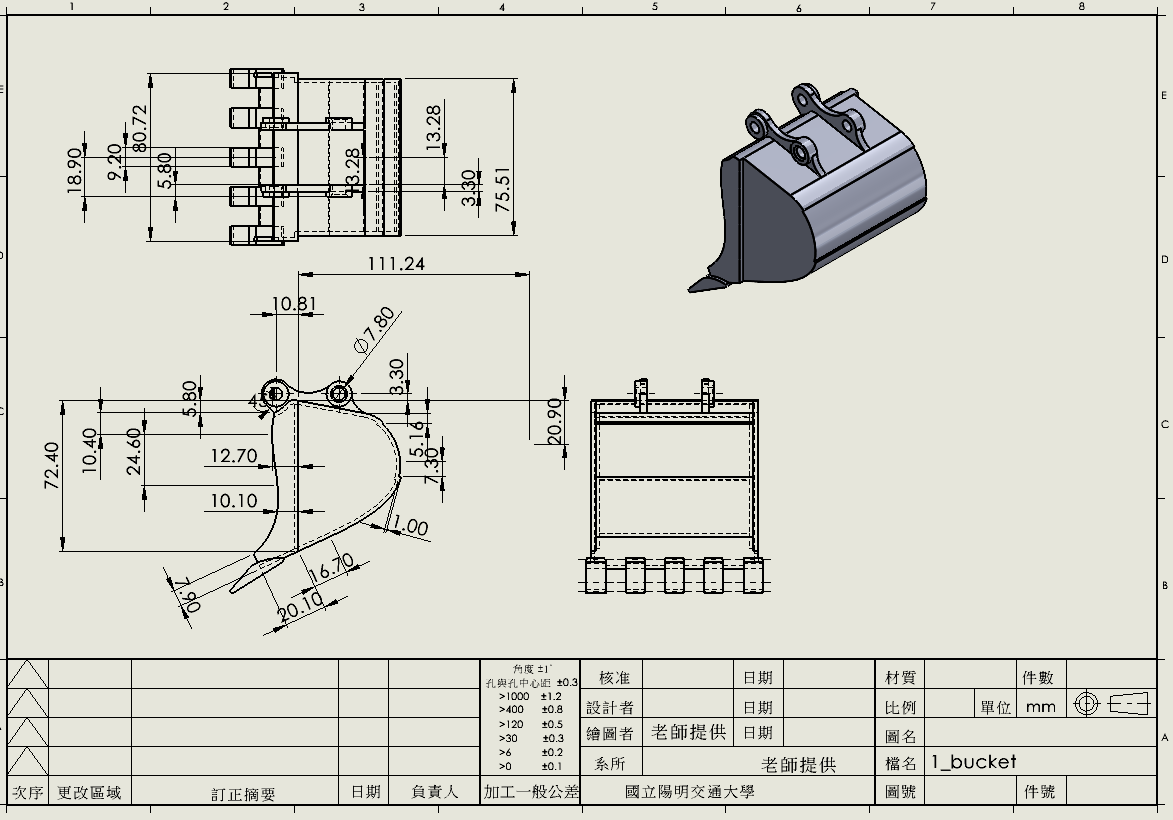 1 2 3 4 5 6 7 8
E
E
80.72
13.28
18.90
9.20
5.80
13.28
3.30
75.51
D
D
111.24
10.81
∅7.80
3.30
5.80
C
C
20.90
72.40
10.40
24.60
5.16
7.30
12.70
10.10
1.00
16.70
7.90
20.10
B
B
角度 ±1°
孔與孔中心距 ±0.3
>1000 ±1.2
>400 ±0.8
>120 ±0.5
>30 ±0.3
>6 ±0.2
>0 ±0.1
加工一般公差
核准 日期
設計者 日期
繪圖者 老師提供 日期
系所 老師提供
國立陽明交通大學
材質 件數
比例 單位 mm
圖名
檔名 1_bucket
圖號 件號
A
A
次序 更改區域 訂正摘要 日期 負責人